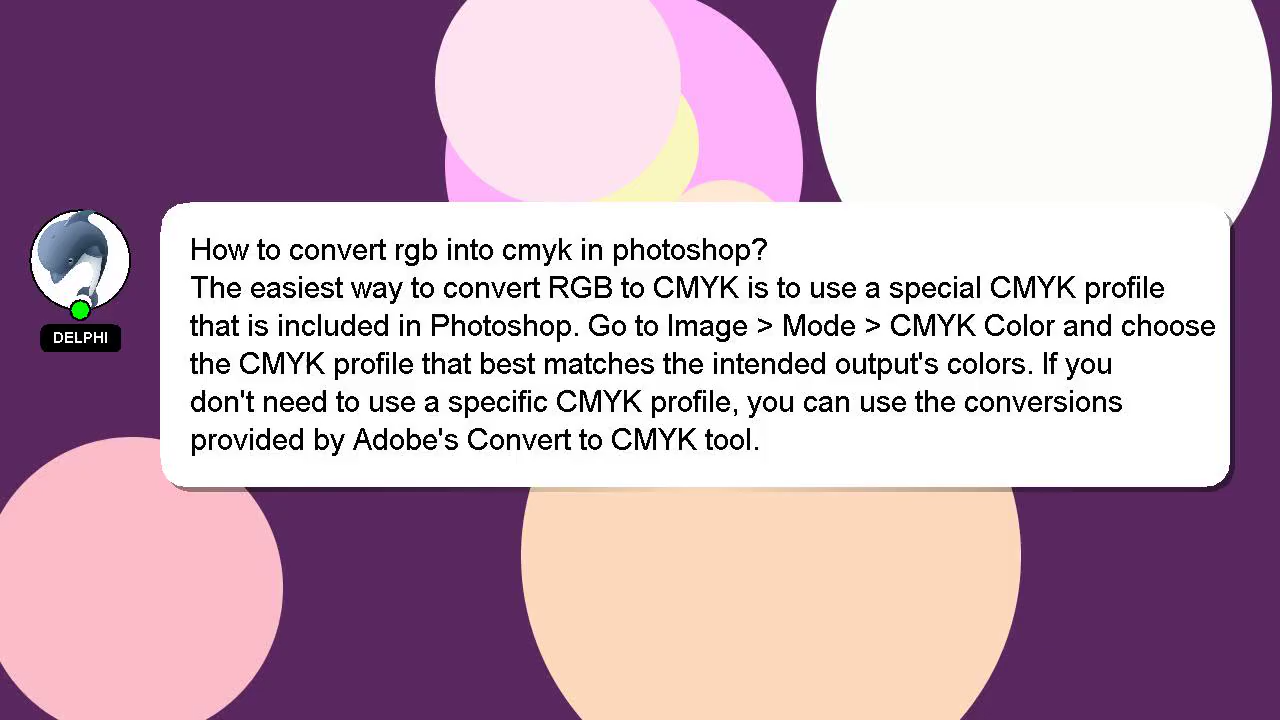 How to convert rgb into cmyk in photoshop?
The easiest way to convert RGB to CMYK is to use a special CMYK profile
that is included in Photoshop. Go to Image > Mode > CMYK Color and choose
the CMYK profile that best matches the intended output's colors. If you
don't need to use a specific CMYK profile, you can use the conversions
provided by Adobe's Convert to CMYK tool.
DELPHI